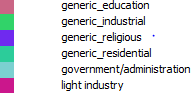 generic_education
generic_industrial
generic_religious
generic_residential
government/administration
light industry